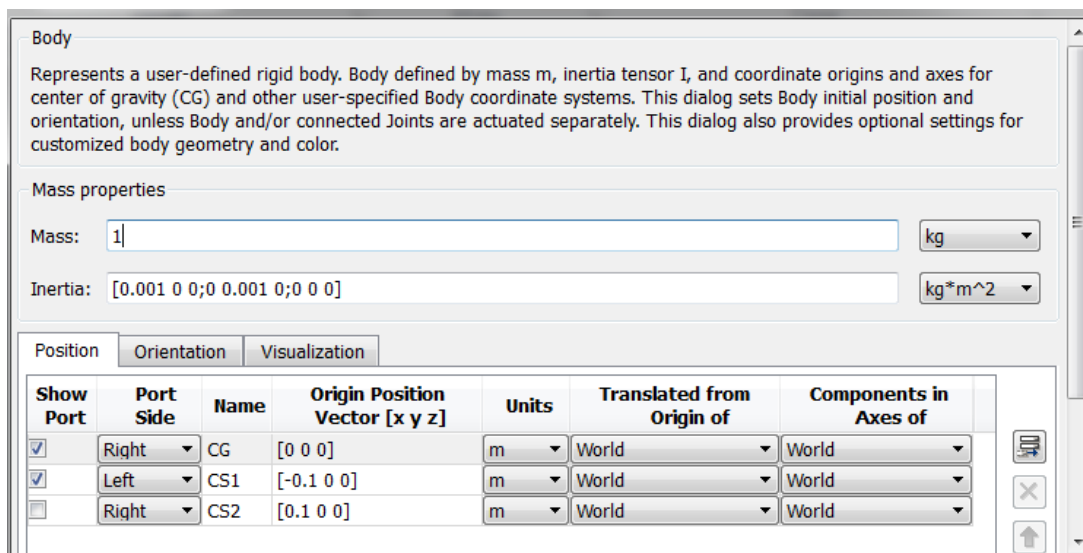 Body
Represents a user-defined rigid body. Body defined by mass m, inertia tensor I, and coordinate origins and axes for
center of gravity (CG) and other user-specified Body coordinate systems. This dialog sets Body initial position and
orientation, unless Body and/or connected Joints are actuated separately. This dialog also provides optional settings for
customized body geometry and color.
Mass properties
Mass: 1 kg
Inertia: [0.001 0 0;0 0.001 0;0 0 0] kg*m^2
Position Orientation Visualization
Show Port Origin Position Translated from Components in
Port Side Name Vector [x y z] Units Origin of Axes of
Right CG [0 0 0] m World World
Left CS1 [-0.1 0 0] m World World
Right CS2 [0.1 0 0] m World World